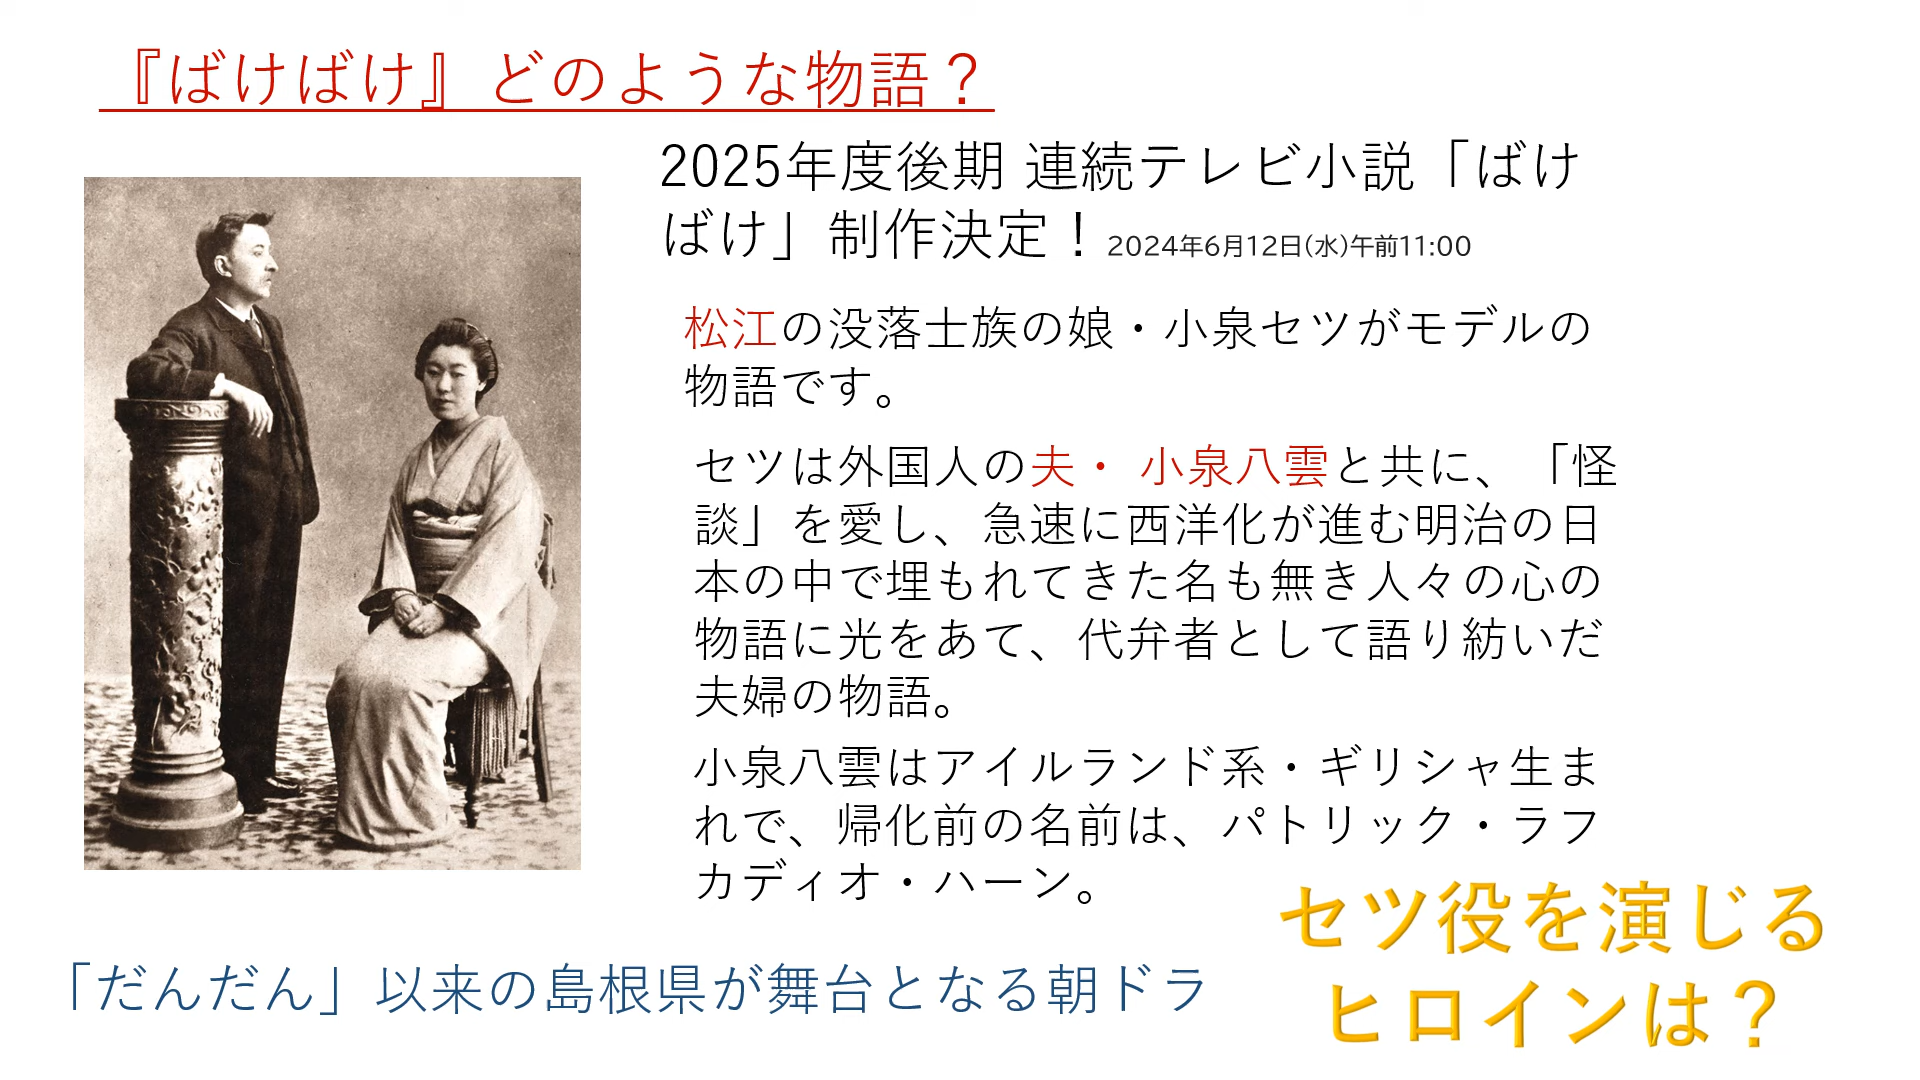 『ばけばけ』どのような物語？
2025年度後期 連続テレビ小説「ばけ
ばけ」制作決定！2024年6月12日(水)午前11:00
松江の没落士族の娘・小泉セツがモデルの
物語です。
セツは外国人の夫・ 小泉八雲と共に、「怪
談」を愛し、急速に西洋化が進む明治の日
本の中で埋もれてきた名も無き人々の心の
物語に光をあて、代弁者として語り紡いだ
夫婦の物語。
小泉八雲はアイルランド系・ギリシャ生ま
れで、帰化前の名前は、パトリック・ラフ
カディオ・ハーン。
「だんだん」以来の島根県が舞台となる朝ドラ
セツ役を演じる
ヒロインは？